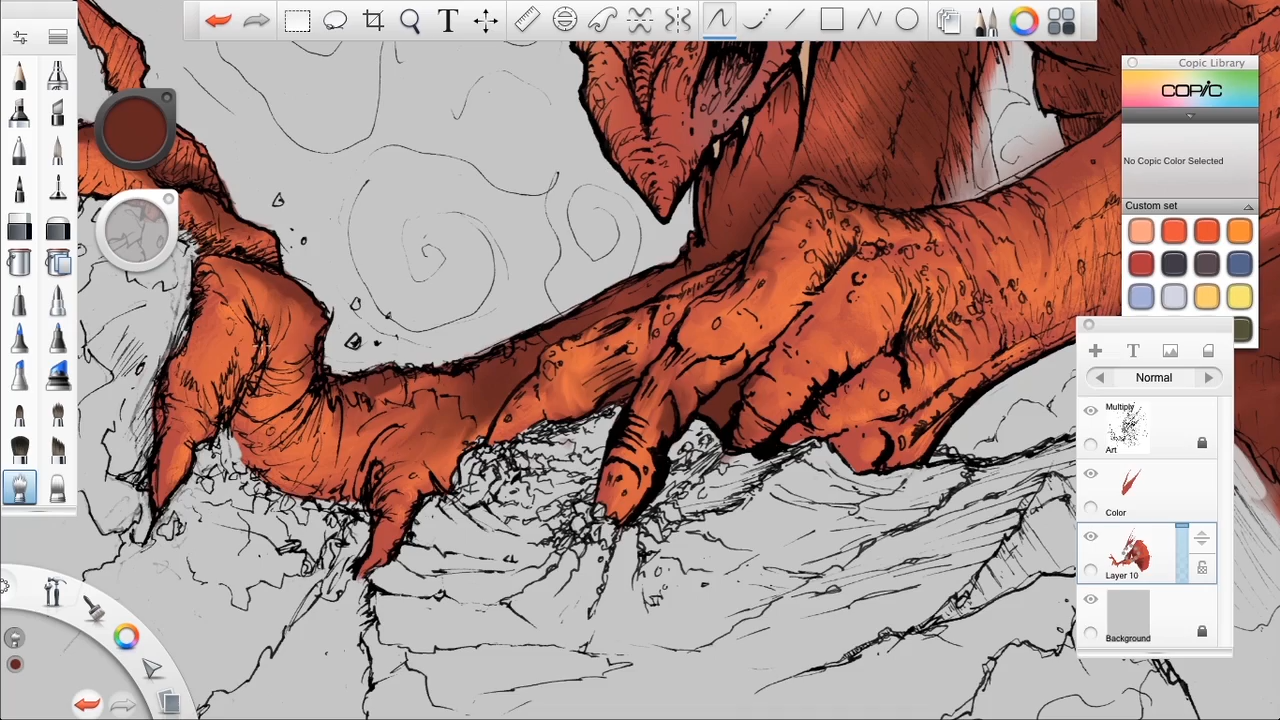 T
Copic Library
COPIC
No Copic Color Selected
Custom set
T
Normal
Multiply
Art
Color
Layer 10
Background